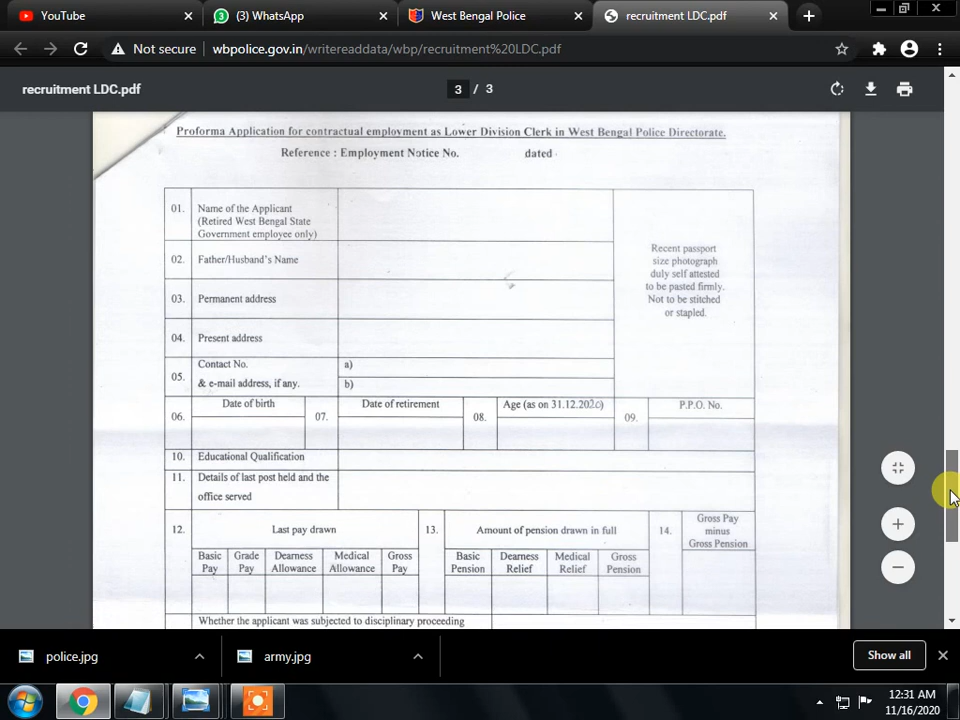 YouTube
(3) WhatsApp
West Bengal Police
recruitment LDC.pdf
Not secure
wbpolice.gov.in/writereaddata/wbp/recruitment%20LDC.pdf
recruitment LDC.pdf
3 / 3
Proforma Application for contractual employment as Lower Division Clerk in West Bengal Police Directorate.
Reference : Employment Notice No. dated
01. Name of the Applicant
(Retired West Bengal State
Government employee only)
Recent passport
size photograph
duly self attested
to be pasted firmly.
Not to be stitched
or stapled.
02. Father/Husband's Name
03. Permanent address
04. Present address
05. Contact No. a)
& e-mail address, if any. b)
06. Date of birth
07. Date of retirement
08. Age (as on 31.12.2020)
09. P.P.O. No.
10. Educational Qualification
11. Details of last post held and the
office served
12. Last pay drawn
13. Amount of pension drawn in full
14. Gross Pay
minus
Gross Pension
Basic Pay
Grade Pay
Dearness Allowance
Medical Allowance
Gross Pay
Basic Pension
Dearness Relief
Medical Relief
Gross Pension
Whether the applicant was subjected to disciplinary proceeding
police.jpg
army.jpg
Show all
12:31 AM
11/16/2020